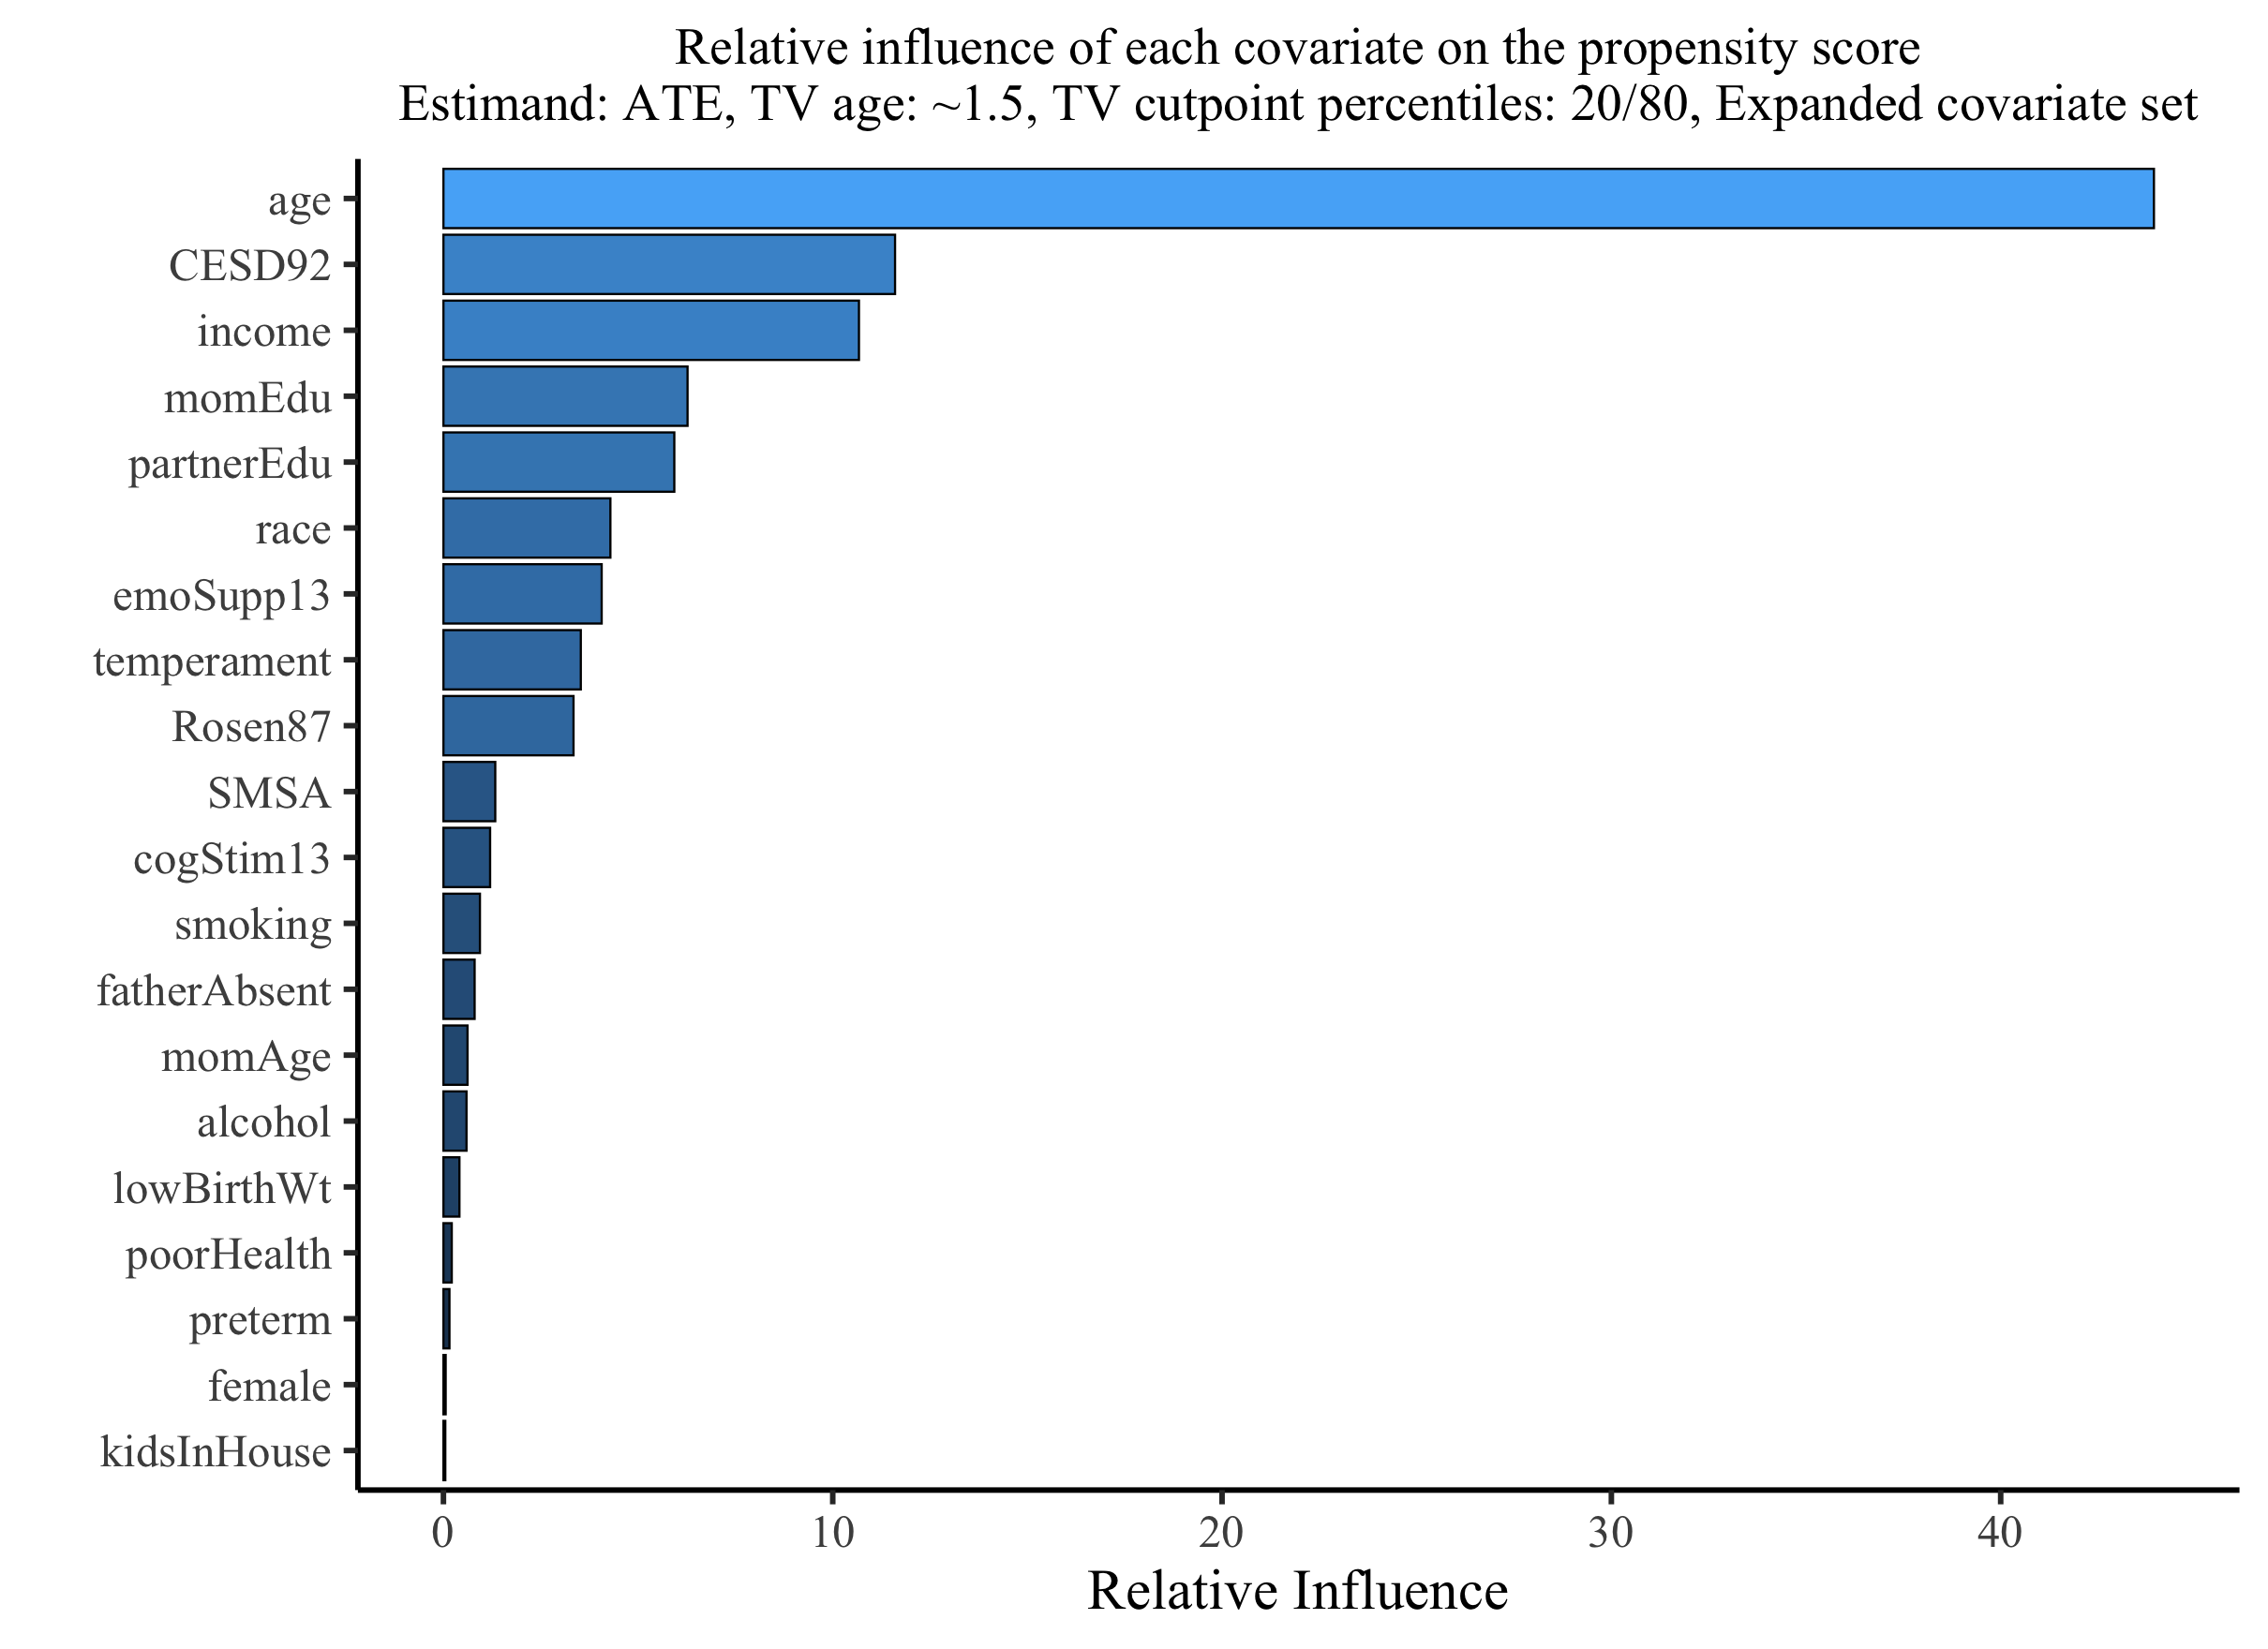 Relative influence of each covariate on the propensity score
Estimand: ATE, TV age: ~1.5, TV cutpoint percentiles: 20/80, Expanded covariate set
age
CESD92
income
momEdu
partnerEdu
race
emoSupp13
temperament
Rosen87
SMSA
cogStim13
smoking
fatherAbsent
momAge
alcohol
lowBirthWt
poorHealth
preterm
female
kidsInHouse
0 10 20 30 40
Relative Influence